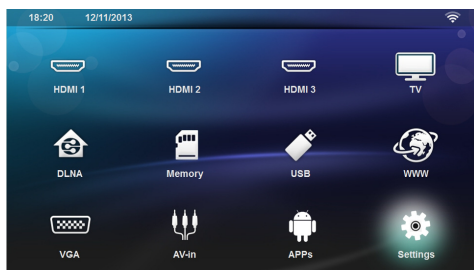 18:20 12/11/2013
HDMI 1 HDMI 2 HDMI 3 TV
DLNA Memory USB WWW
VGA AV-in APPs Settings